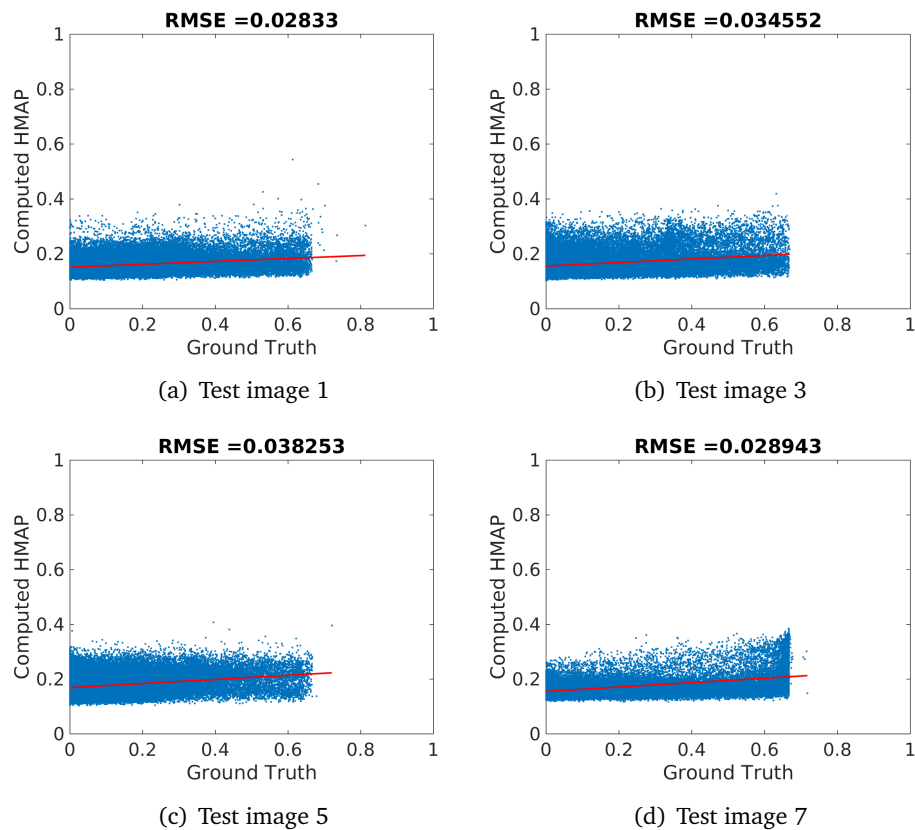 RMSE =0.02833
1
0.8
0.6
0.4
0.2
0
Computed HMAP
0 0.2 0.4 0.6 0.8 1
Ground Truth
(a) Test image 1
RMSE =0.034552
1
0.8
0.6
0.4
0.2
0
Computed HMAP
0 0.2 0.4 0.6 0.8 1
Ground Truth
(b) Test image 3
RMSE =0.038253
1
0.8
0.6
0.4
0.2
0
Computed HMAP
0 0.2 0.4 0.6 0.8 1
Ground Truth
(c) Test image 5
RMSE =0.028943
1
0.8
0.6
0.4
0.2
0
Computed HMAP
0 0.2 0.4 0.6 0.8 1
Ground Truth
(d) Test image 7